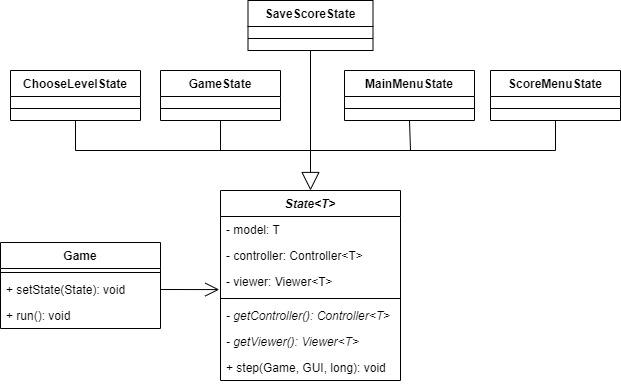 SaveScoreState
ChooseLevelState
GameState
MainMenuState
ScoreMenuState
State<T>
- model: T
- controller: Controller<T>
- viewer: Viewer<T>
- getController(): Controller<T>
- getViewer(): Viewer<T>
+ step(Game, GUI, long): void
Game
+ setState(State): void
+ run(): void